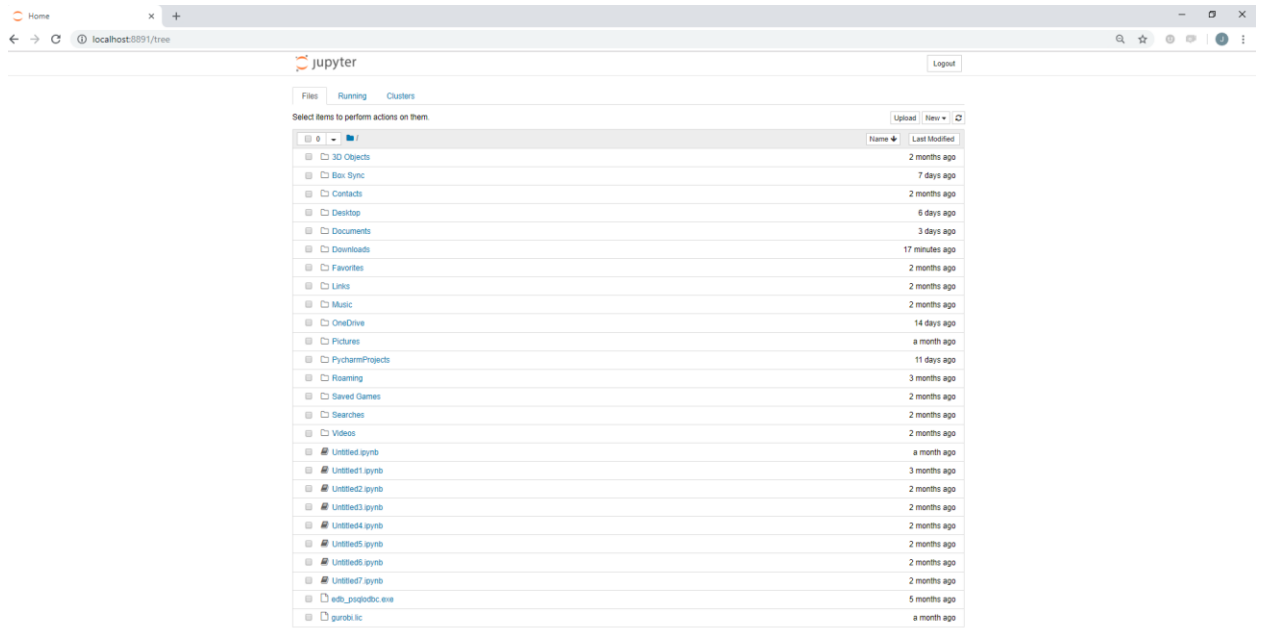 Home
localhost:8891/tree
J
jupyter
Logout
Files Running Clusters
Select items to perform actions on them.
Upload New
0 /
Name Last Modified
3D Objects 2 months ago
Box Sync 7 days ago
Contacts 2 months ago
Desktop 6 days ago
Documents 3 days ago
Downloads 17 minutes ago
Favorites 2 months ago
Links 2 months ago
Music 2 months ago
OneDrive 14 days ago
Pictures a month ago
PycharmProjects 11 days ago
Roaming 3 months ago
Saved Games 2 months ago
Searches 2 months ago
Videos 2 months ago
Untitled.ipynb a month ago
Untitled1.ipynb 3 months ago
Untitled2.ipynb 2 months ago
Untitled3.ipynb 2 months ago
Untitled4.ipynb 2 months ago
Untitled5.ipynb 2 months ago
Untitled6.ipynb 2 months ago
Untitled7.ipynb 2 months ago
edb_psqlodbc.exe 5 months ago
gurobi.lic a month ago